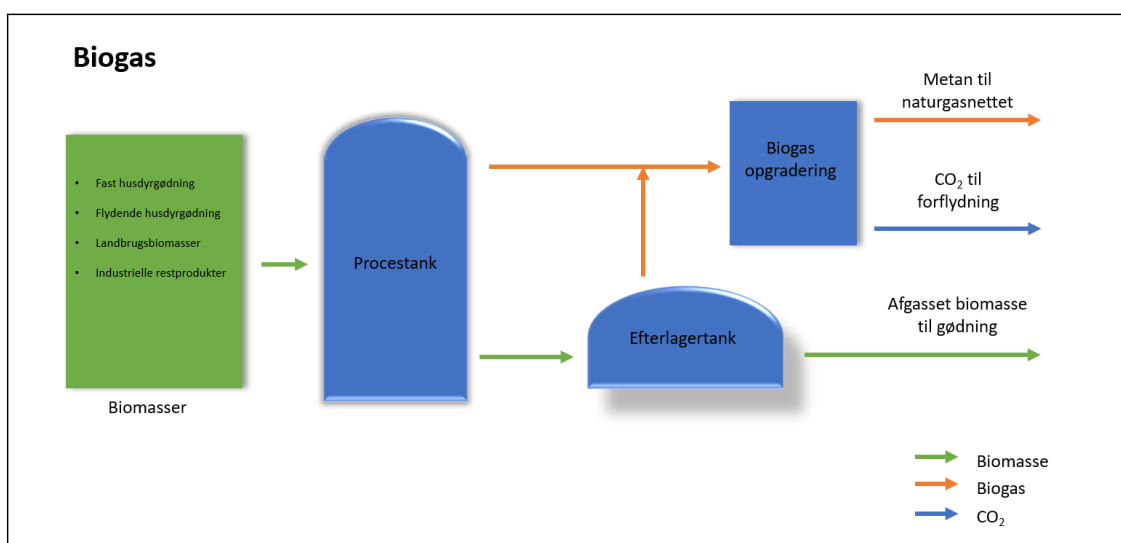 Biogas
• Fast husdyrgødning
• Flydende husdyrgødning
• Landbrugsbiomasser
• Industrielle restprodukter
Biomasser
Procestank
Efterlagertank
Biogas
opgradering
Metan til
naturgasnettet
CO₂ til
forflydning
Afgasset biomasse
til gødning
Biomasse
Biogas
CO₂